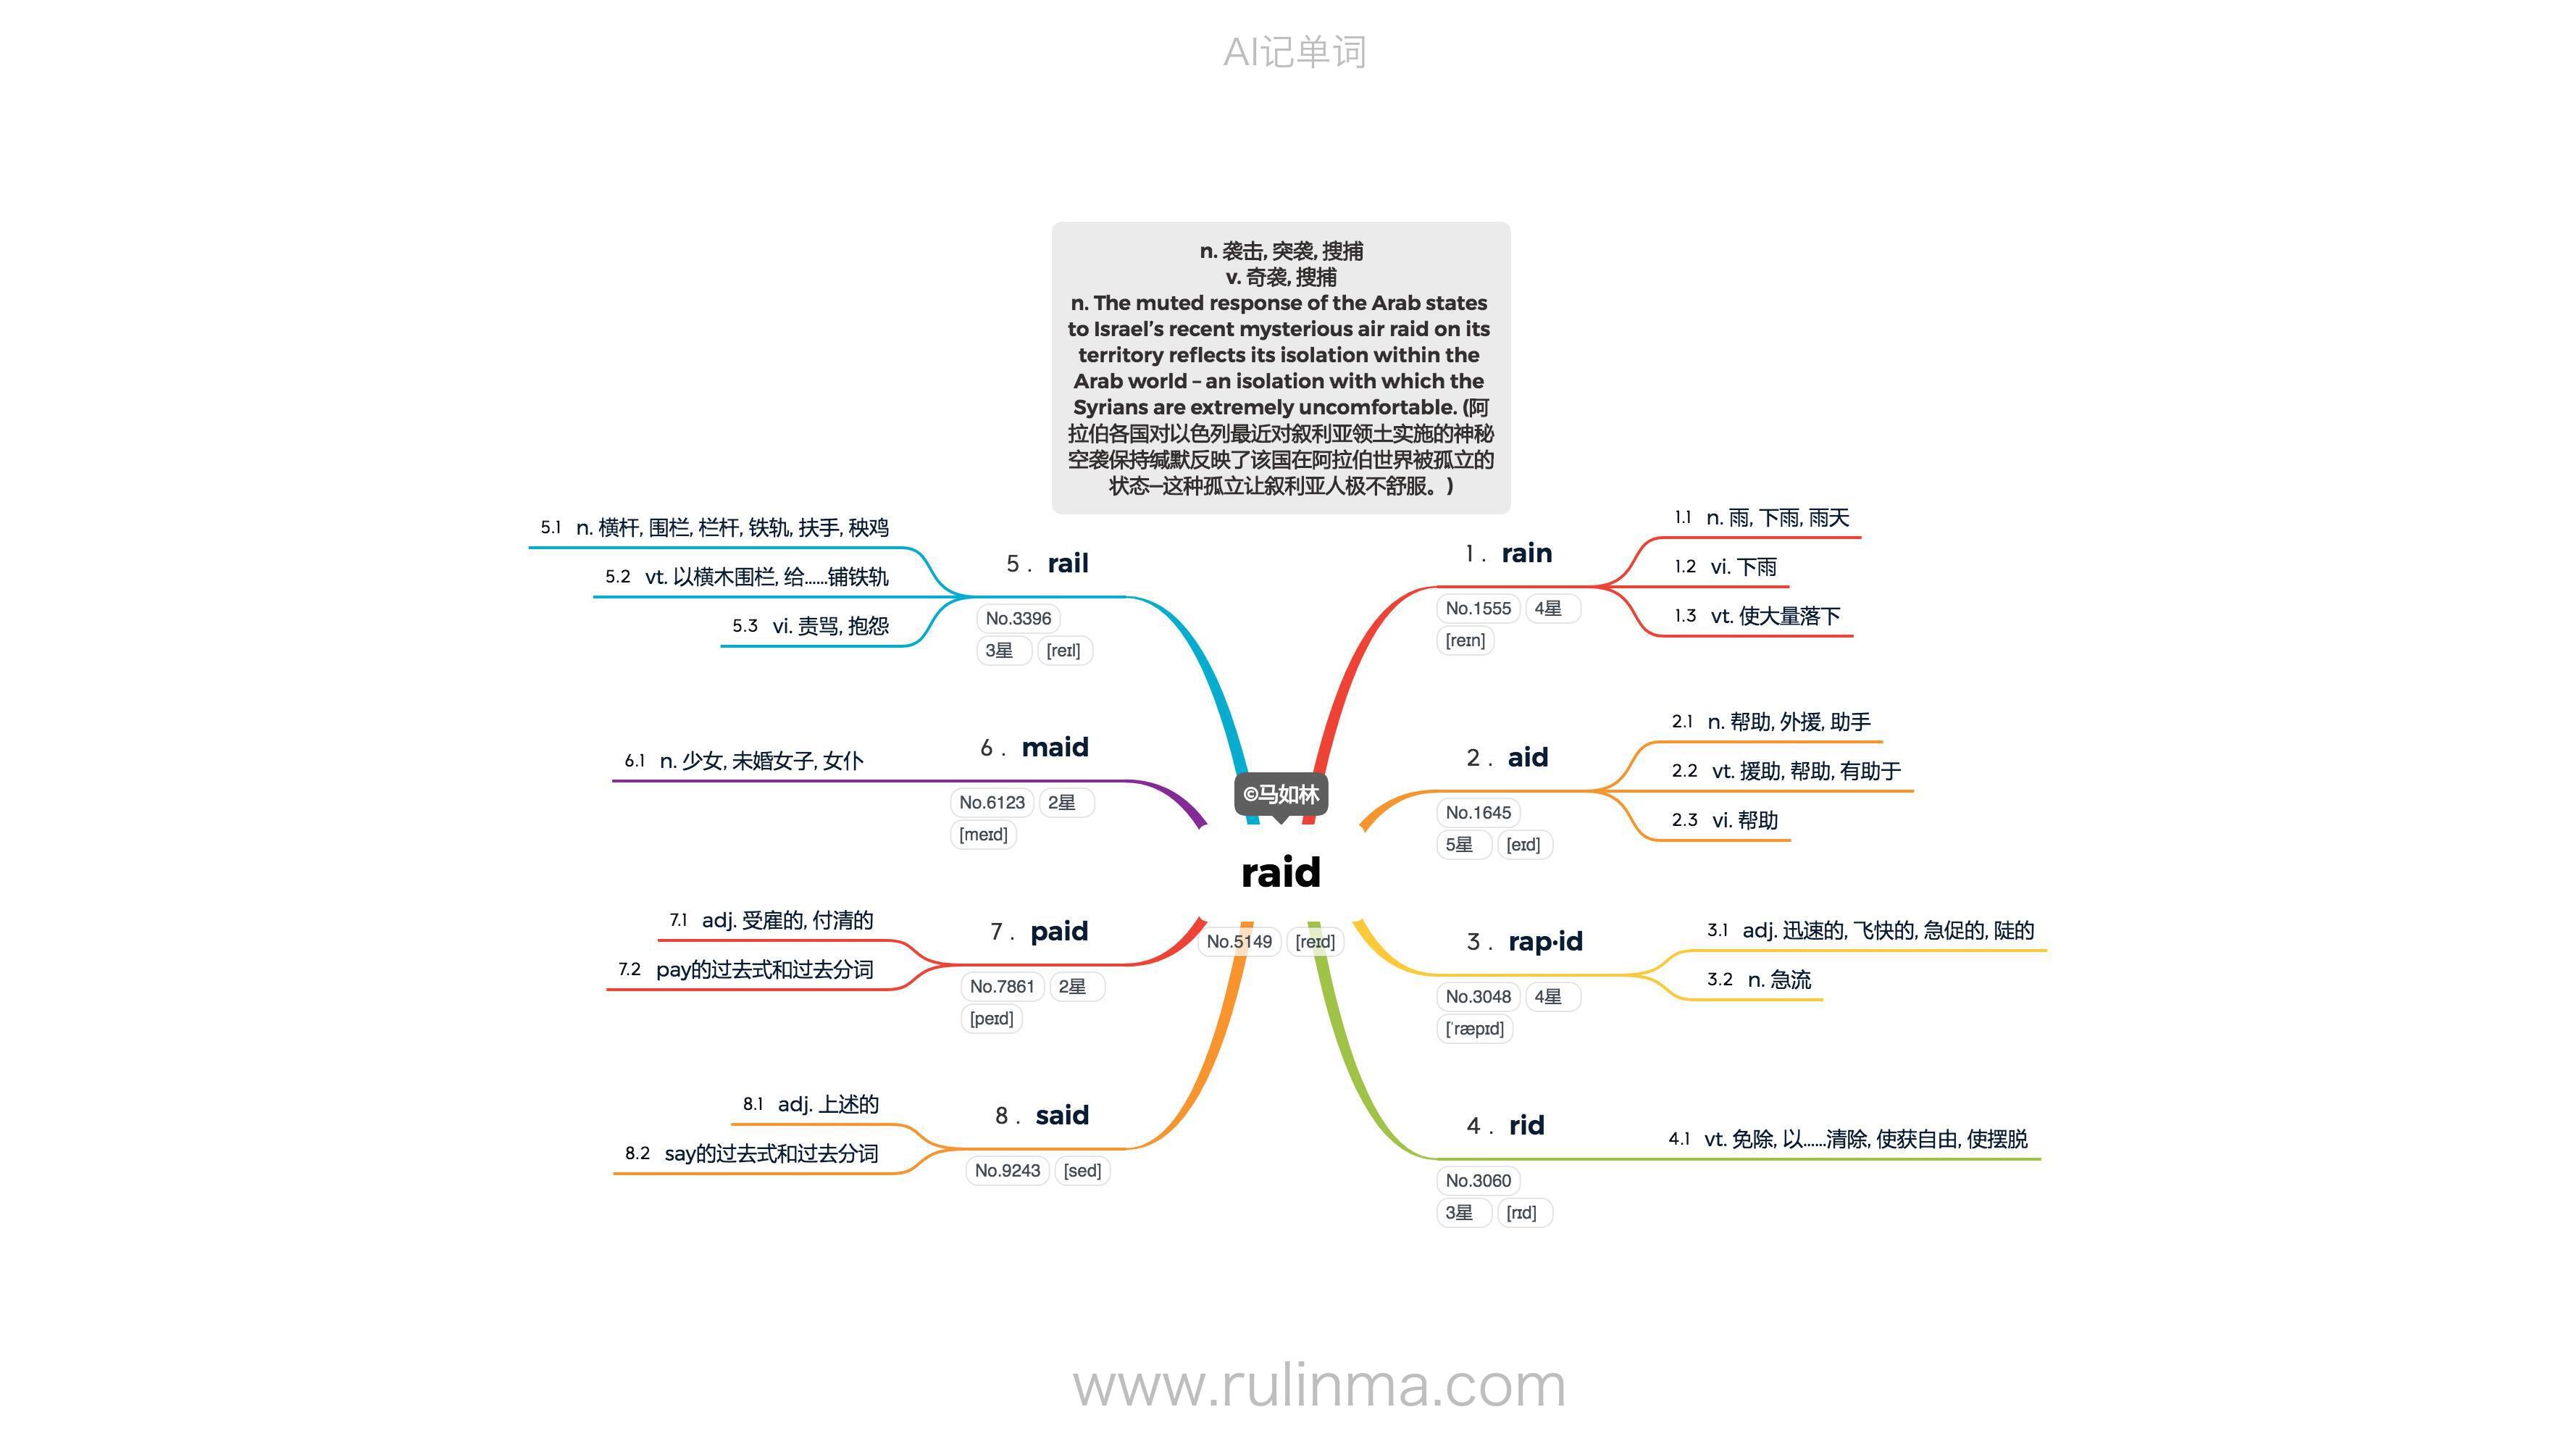 AI记单词
n. 袭击, 突袭, 搜捕
v. 奇袭, 搜捕
n. The muted response of the Arab states
to Israel’s recent mysterious air raid on its
territory reflects its isolation within the
Arab world – an isolation with which the
Syrians are extremely uncomfortable. (阿
拉伯各国对以色列最近对叙利亚领土实施的神秘
空袭保持缄默反映了该国在阿拉伯世界被孤立的
状态—这种孤立让叙利亚人极不舒服。)
©马如林
raid
No.5149 [reɪd]
1 . rain
No.1555 4星
[reɪn]
1.1 n. 雨, 下雨, 雨天
1.2 vi. 下雨
1.3 vt. 使大量落下
2 . aid
No.1645
5星 [eɪd]
2.1 n. 帮助, 外援, 助手
2.2 vt. 援助, 帮助, 有助于
2.3 vi. 帮助
3 . rap·id
No.3048 4星
[ˈræpɪd]
3.1 adj. 迅速的, 飞快的, 急促的, 陡的
3.2 n. 急流
4 . rid
No.3060
3星 [rɪd]
4.1 vt. 免除, 以......清除, 使获自由, 使摆脱
5 . rail
No.3396
3星 [reɪl]
5.1 n. 横杆, 围栏, 栏杆, 铁轨, 扶手, 秧鸡
5.2 vt. 以横木围栏, 给......铺铁轨
5.3 vi. 责骂, 抱怨
6 . maid
No.6123 2星
[meɪd]
6.1 n. 少女, 未婚女子, 女仆
7 . paid
No.7861 2星
[peɪd]
7.1 adj. 受雇的, 付清的
7.2 pay的过去式和过去分词
8 . said
No.9243 [sed]
8.1 adj. 上述的
8.2 say的过去式和过去分词
www.rulinma.com